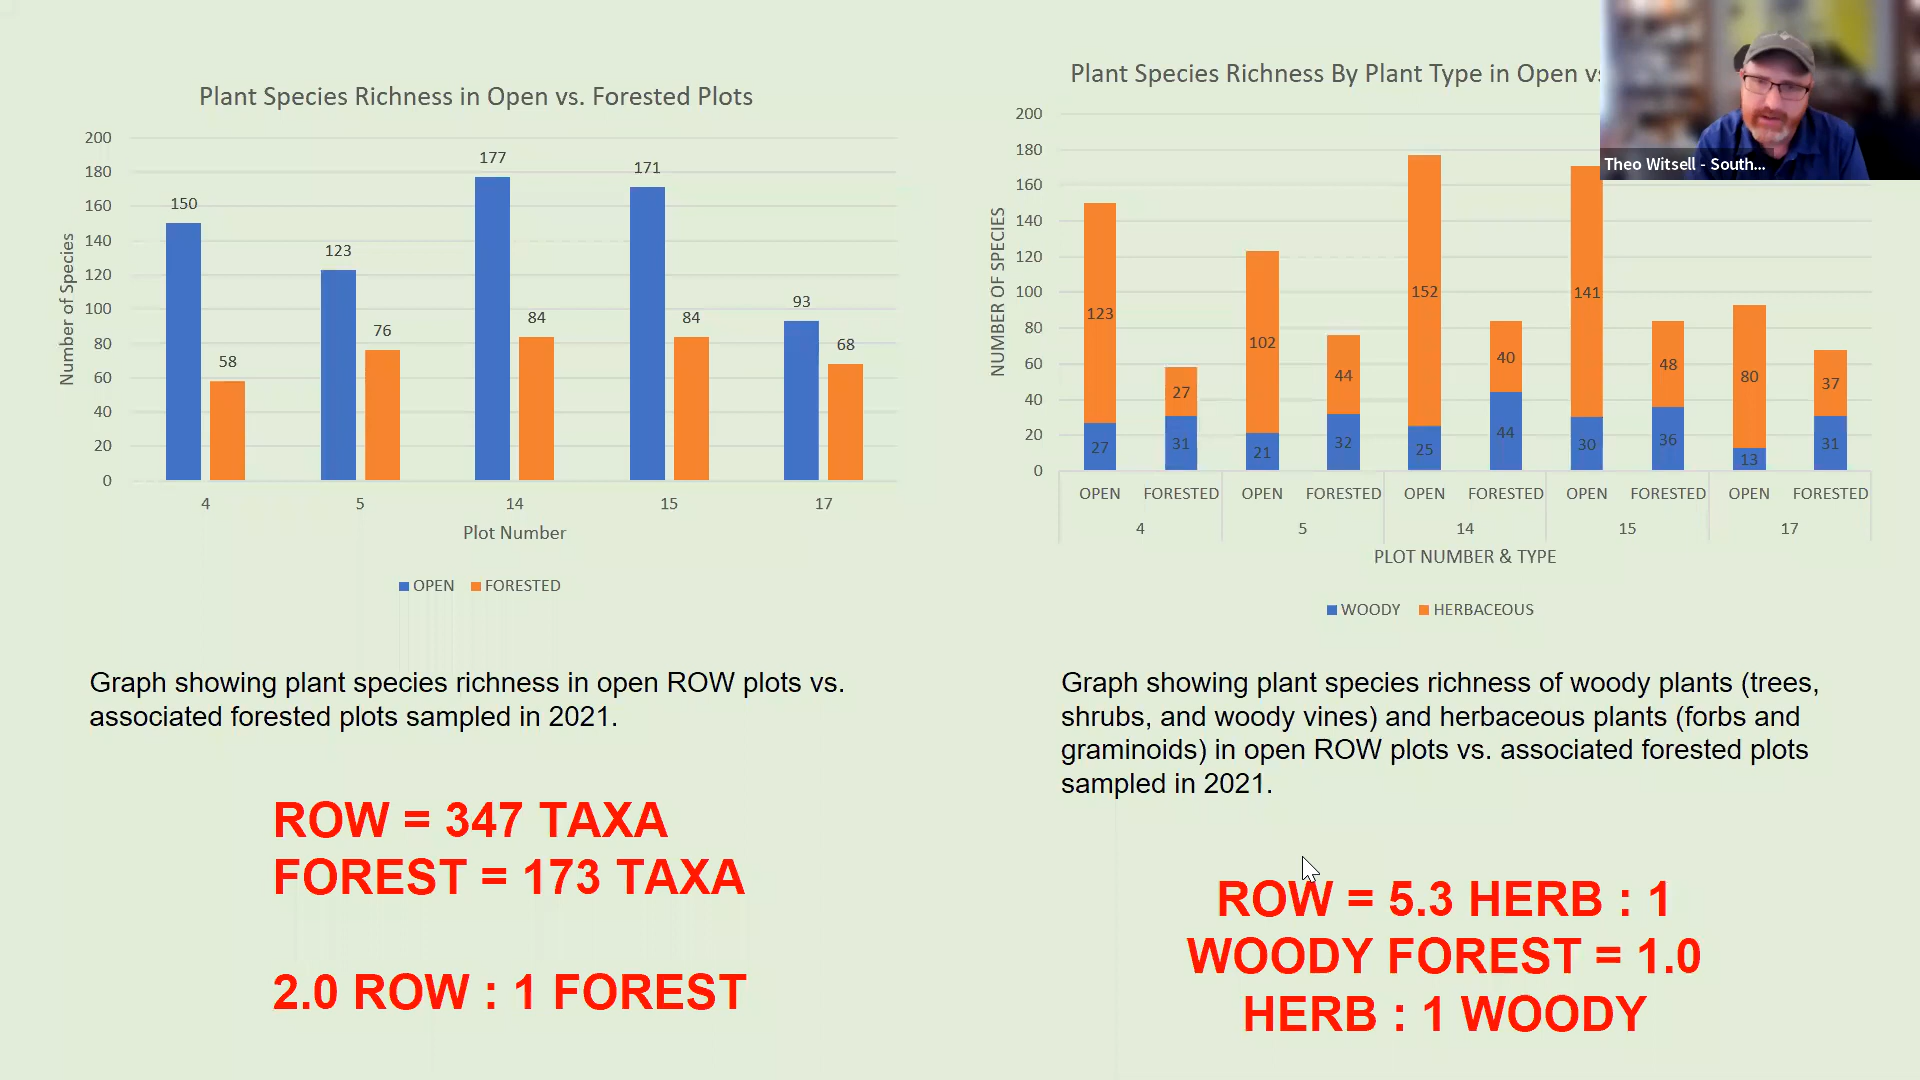 Plant Species Richness in Open vs. Forested Plots
Number of Species
200
180
160
140
120
100
80
60
40
20
0
150
58
123
76
177
84
171
84
93
68
4
5
14
15
17
Plot Number
OPEN
FORESTED
Graph showing plant species richness in open ROW plots vs.
associated forested plots sampled in 2021.
ROW = 347 TAXA
FOREST = 173 TAXA
2.0 ROW : 1 FOREST
Plant Species Richness By Plant Type in Open
Theo Witsell - South...
NUMBER OF SPECIES
200
180
160
140
120
100
80
60
40
20
0
123
27
27
31
102
21
44
32
152
25
40
44
141
30
48
36
80
13
37
31
OPEN FORESTED OPEN FORESTED OPEN FORESTED OPEN FORESTED OPEN FORESTED
4 5 14 15 17
PLOT NUMBER & TYPE
WOODY
HERBACEOUS
Graph showing plant species richness of woody plants (trees,
shrubs, and woody vines) and herbaceous plants (forbs and
graminoids) in open ROW plots vs. associated forested plots
sampled in 2021.
ROW = 5.3 HERB : 1
WOODY FOREST = 1.0
HERB : 1 WOODY